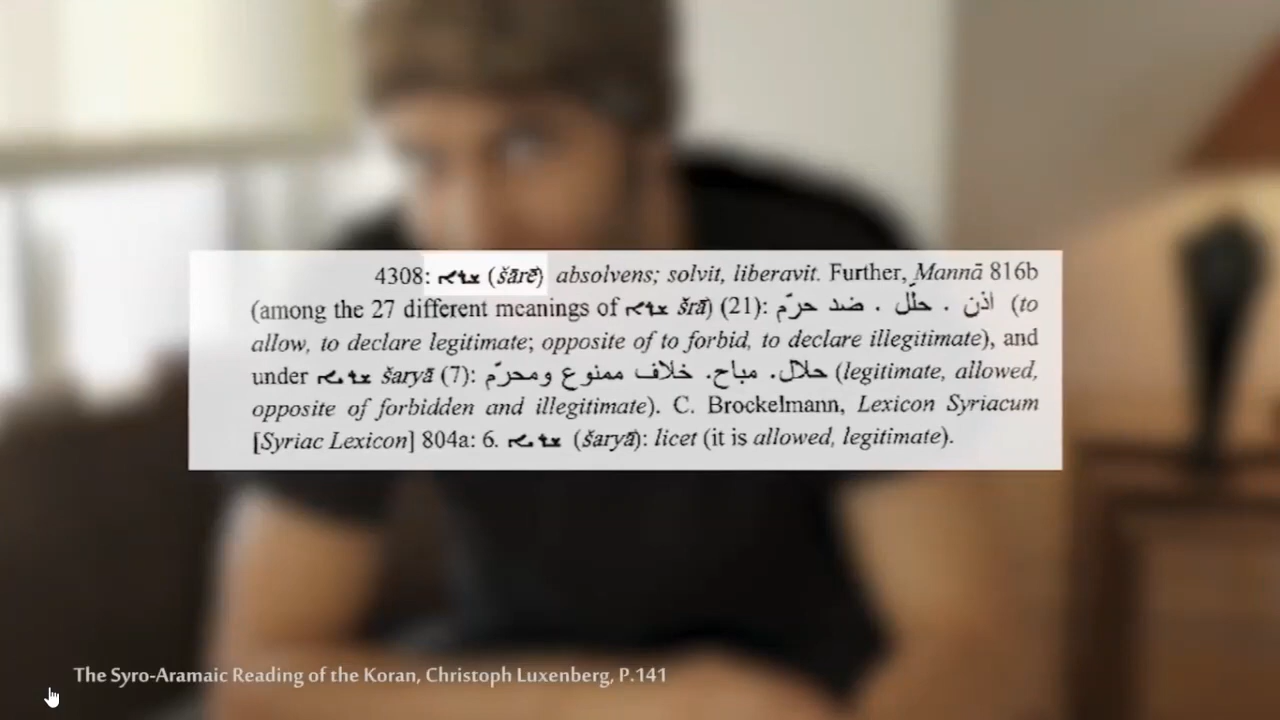 4308: ܫܪܐ (šārē) absolvens; solvit, liberavit. Further, Mannā 816b
(among the 27 different meanings of ܫܪܐ šrā) (21): اذن . حلّل . ضد حرّم (to
allow, to declare legitimate; opposite of to forbid, to declare illegitimate), and
under ܫܪܝܐ šaryā (7): حلال. مباح. خلاف ممنوع ومحرّم (legitimate, allowed,
opposite of forbidden and illegitimate). C. Brockelmann, Lexicon Syriacum
[Syriac Lexicon] 804a: 6. ܫܪܝܐ (šaryā): licet (it is allowed, legitimate).
The Syro-Aramaic Reading of the Koran, Christoph Luxenberg, P.141